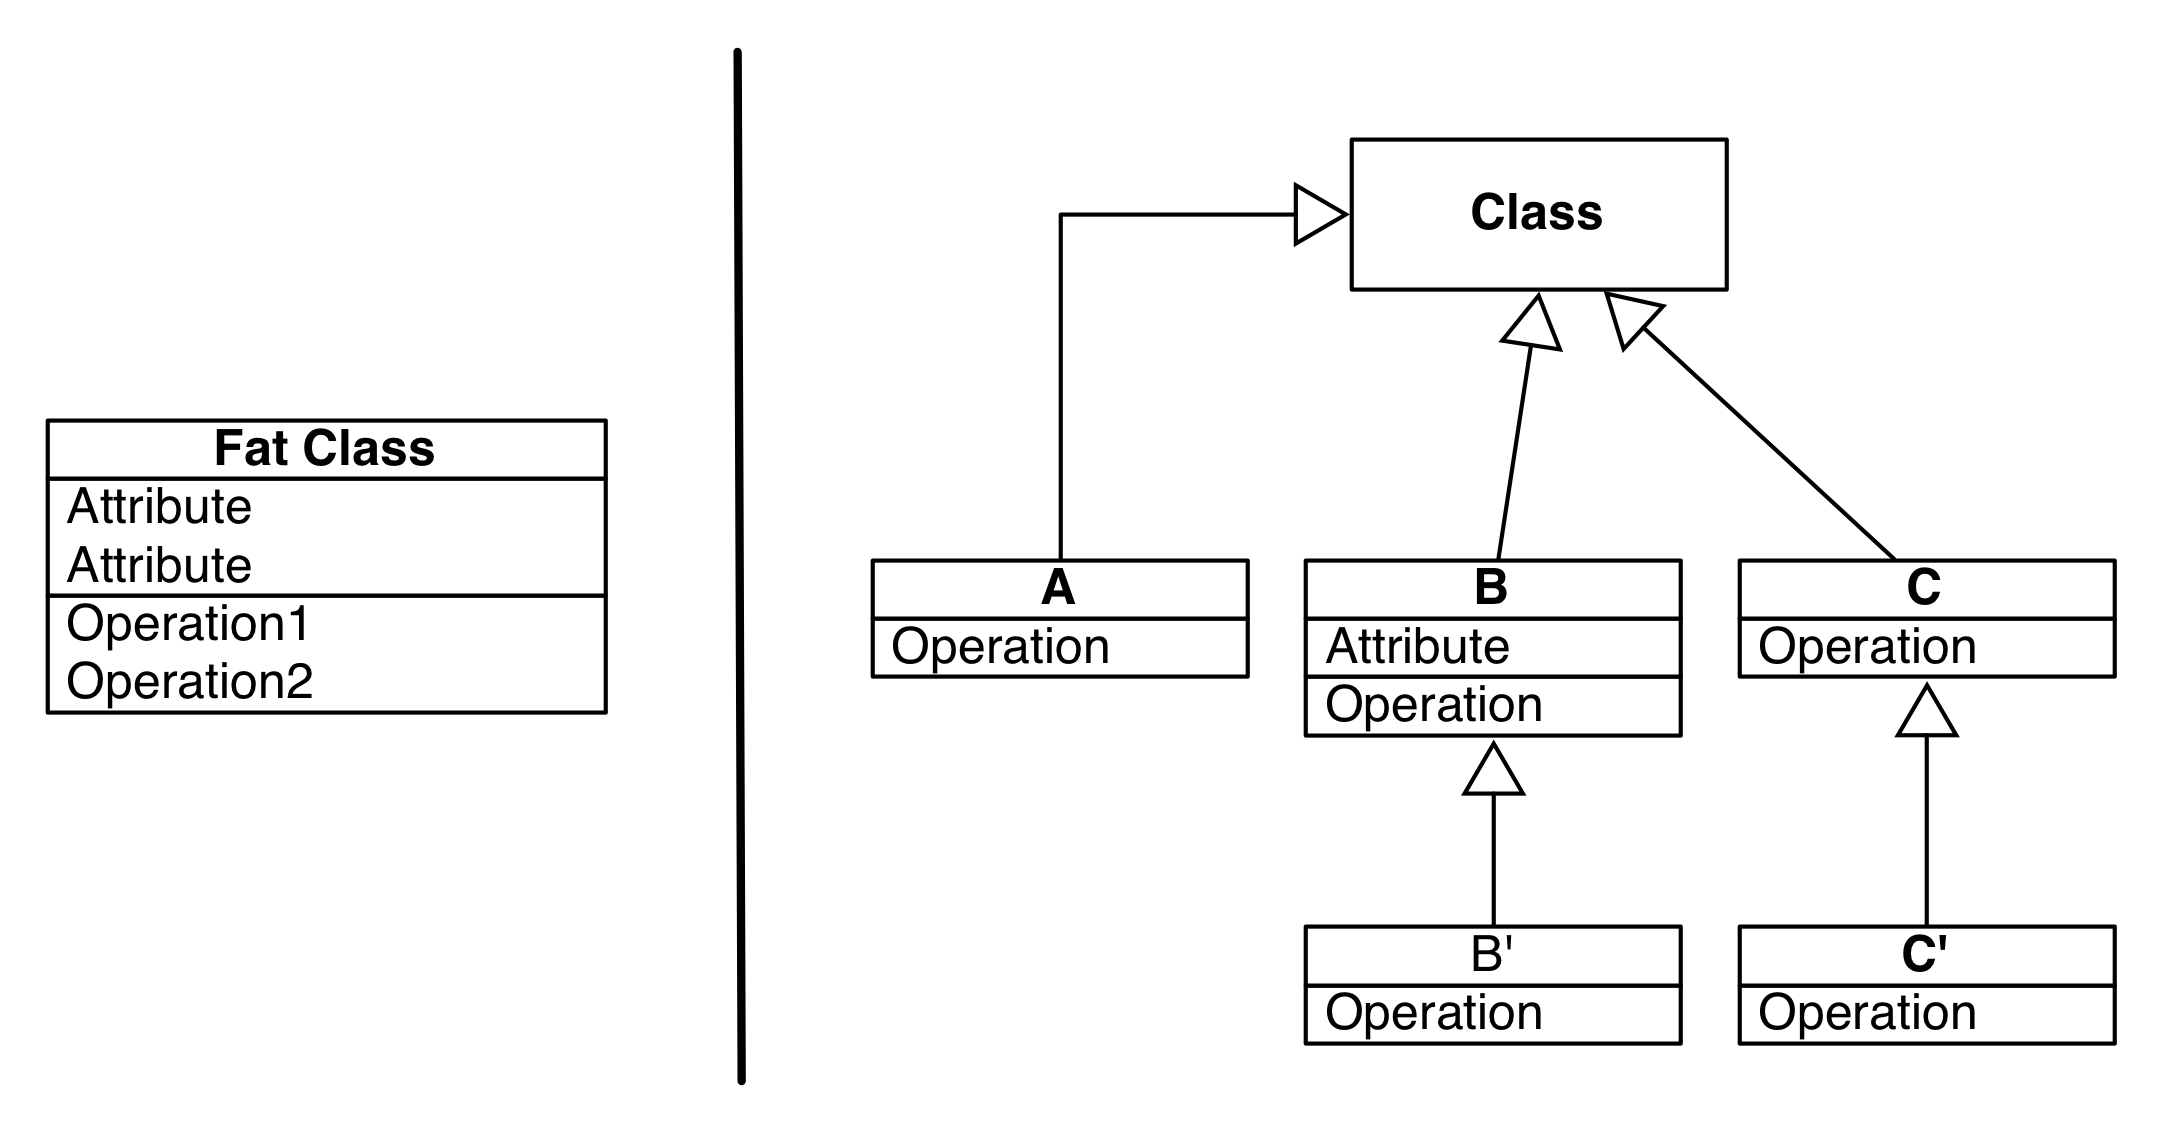 Fat Class
Attribute
Attribute
Operation1
Operation2
Class
A
Operation
B
Attribute
Operation
C
Operation
B'
Operation
C'
Operation